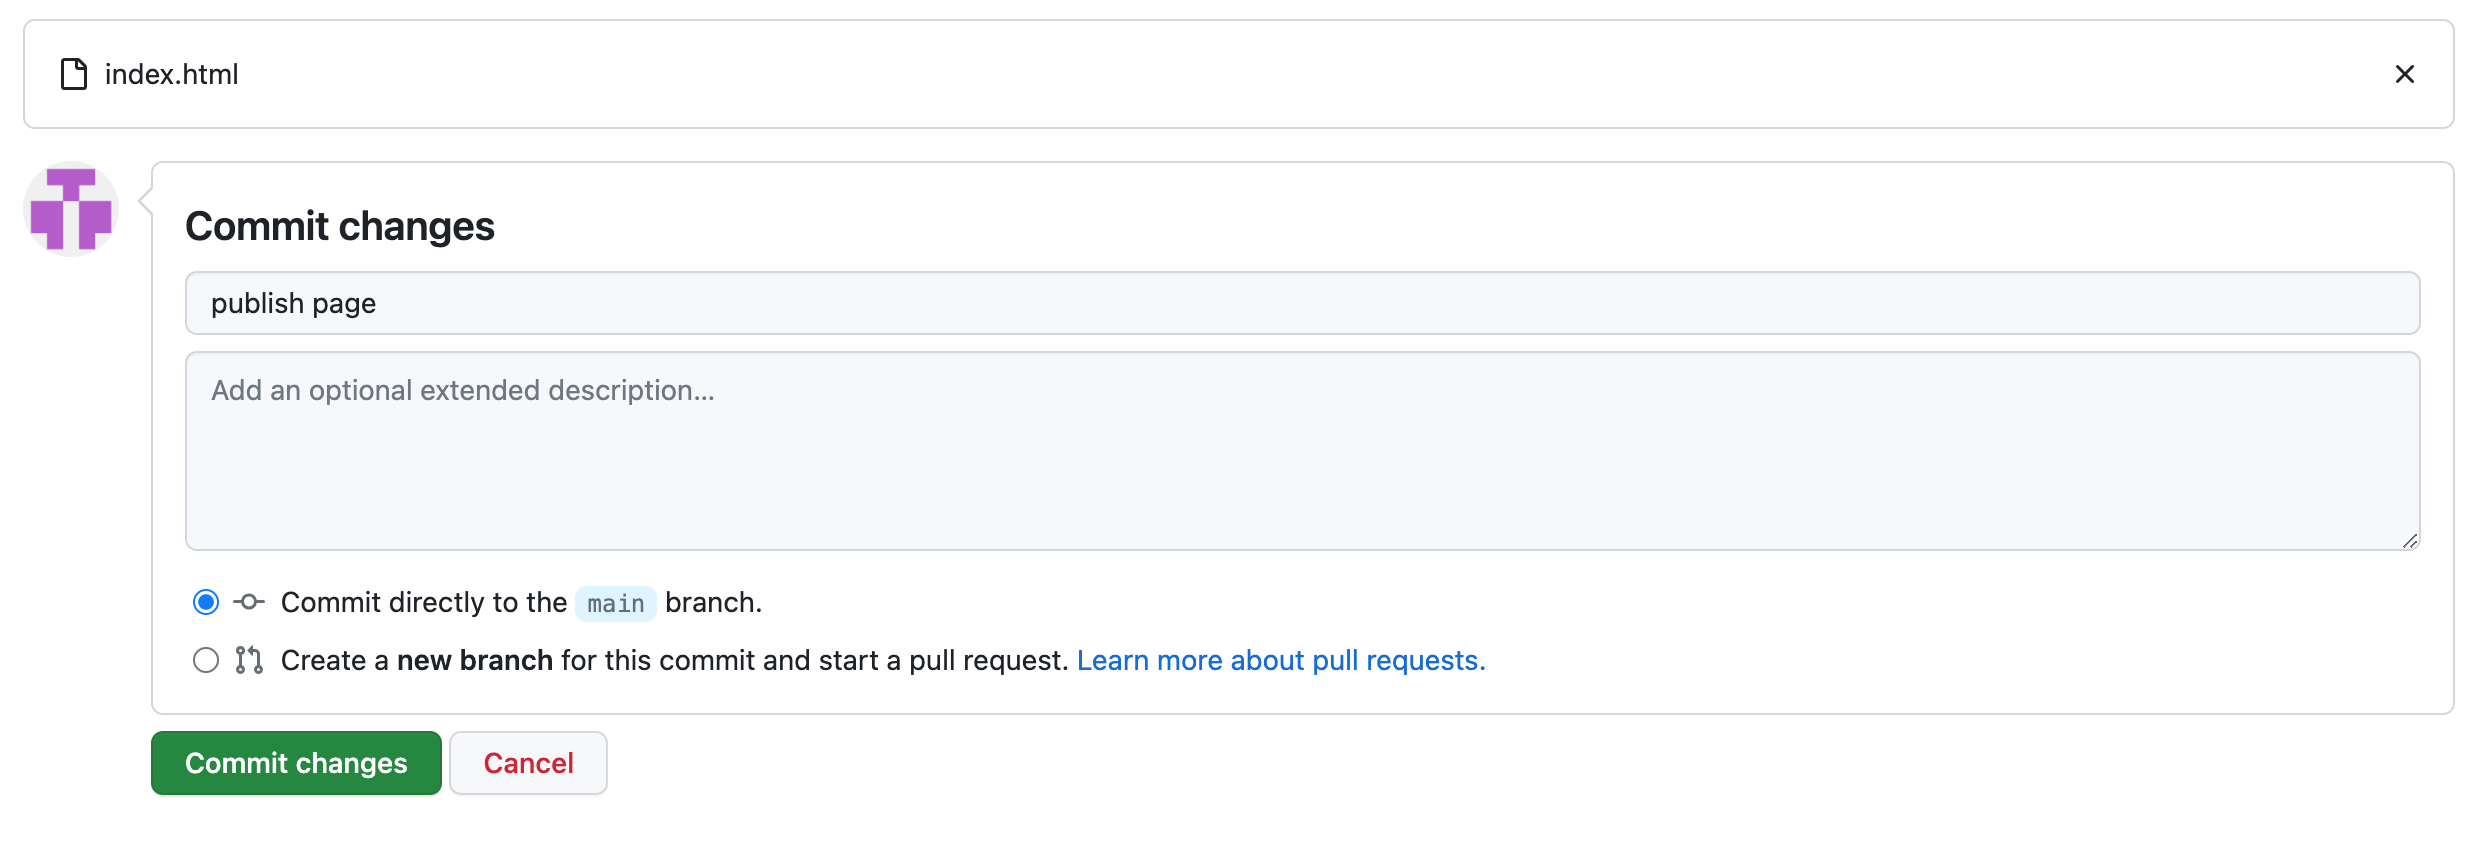 index.html
Commit changes
publish page
Add an optional extended description...
Commit directly to the main branch.
Create a new branch for this commit and start a pull request. Learn more about pull requests.
Commit changes Cancel